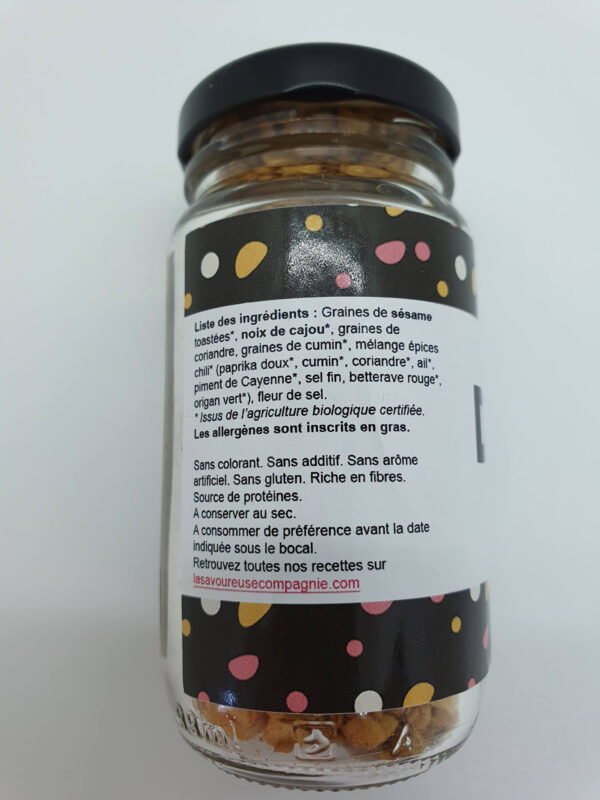 Liste des ingrédients : Graines de sésame
toastées*, noix de cajou*, graines de
coriandre, graines de cumin*, mélange épices
chili* (paprika doux*, cumin*, coriandre*, ail*,
piment de Cayenne*, sel fin, betterave rouge*,
origan vert*), fleur de sel.
* Issus de l'agriculture biologique certifiée.
Les allergènes sont inscrits en gras.
Sans colorant. Sans additif. Sans arôme
artificiel. Sans gluten. Riche en fibres.
Source de protéines.
A conserver au sec.
A consommer de préférence avant la date
indiquée sous le bocal.
Retrouvez toutes nos recettes sur
lasavoureusecompagnie.com